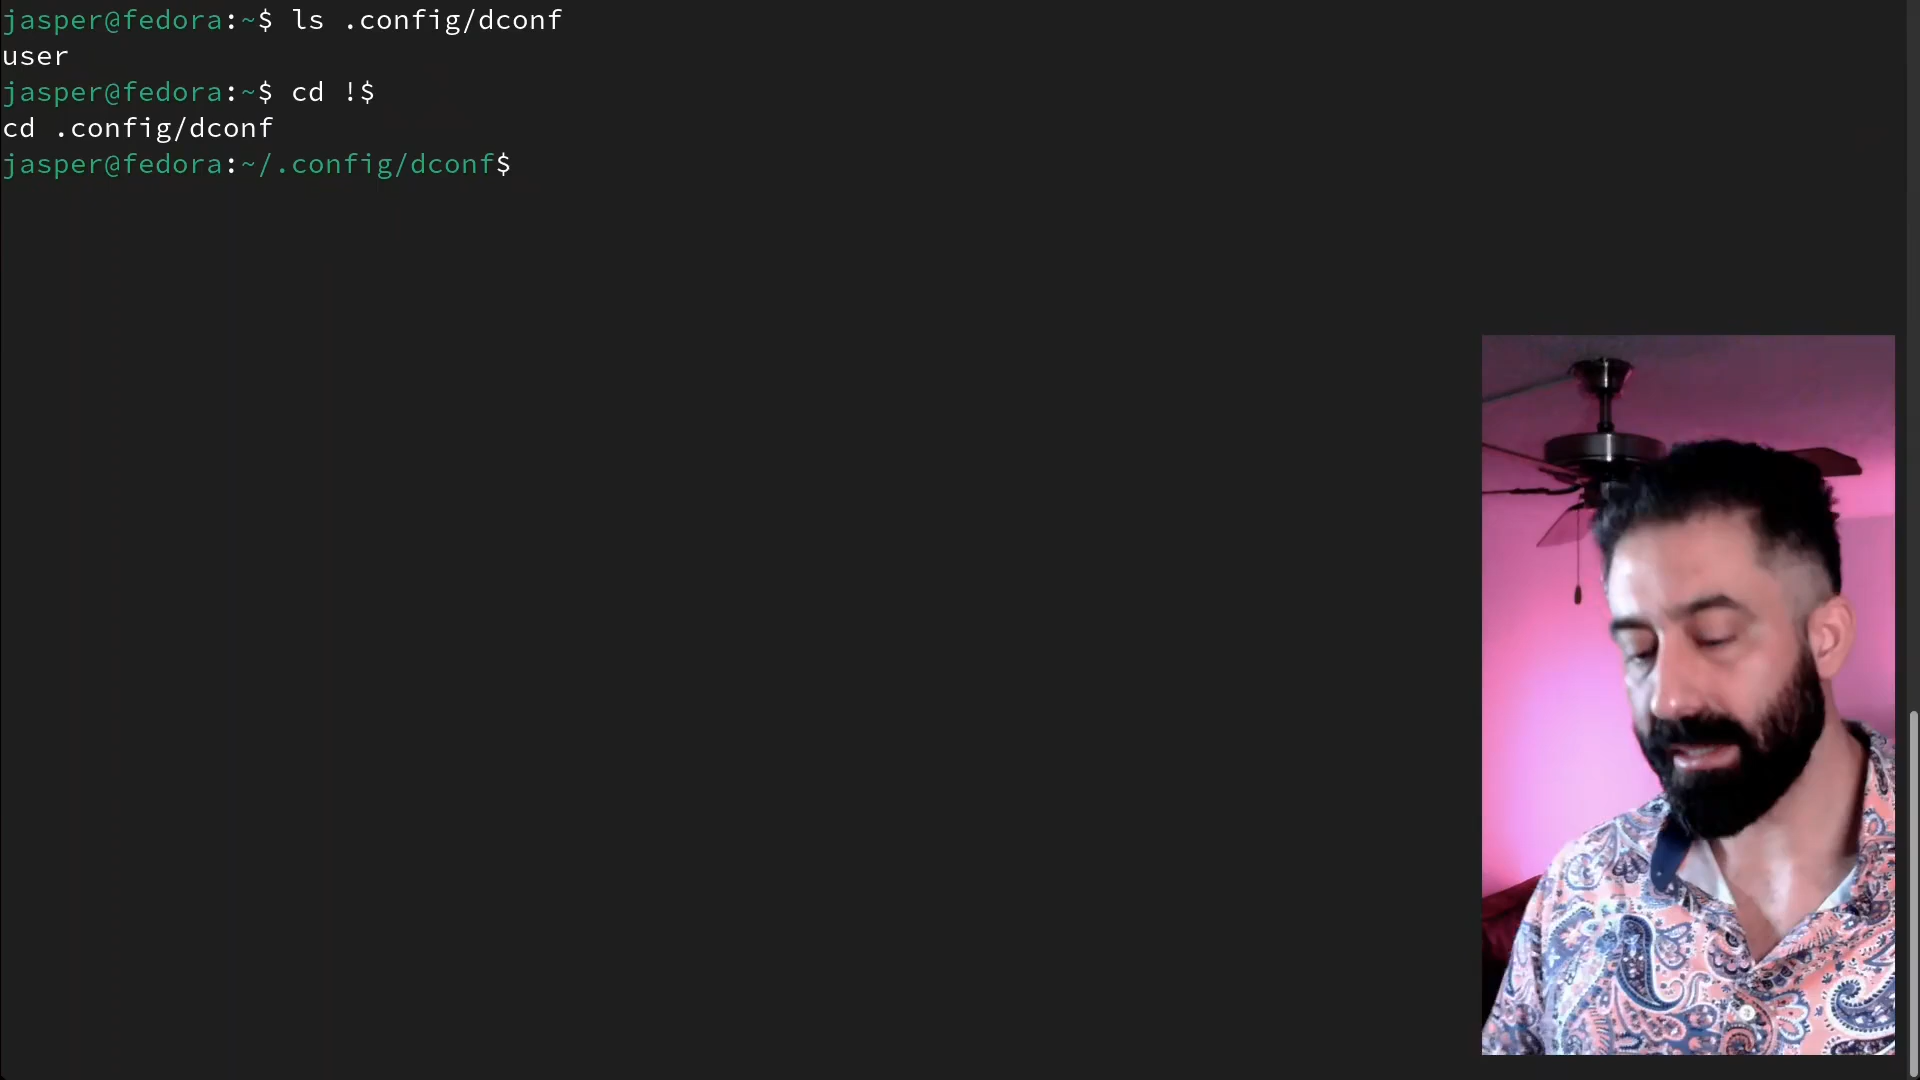 jasper@fedora:~$ ls .config/dconf
user
jasper@fedora:~$ cd !$
cd .config/dconf
jasper@fedora:~/.config/dconf$